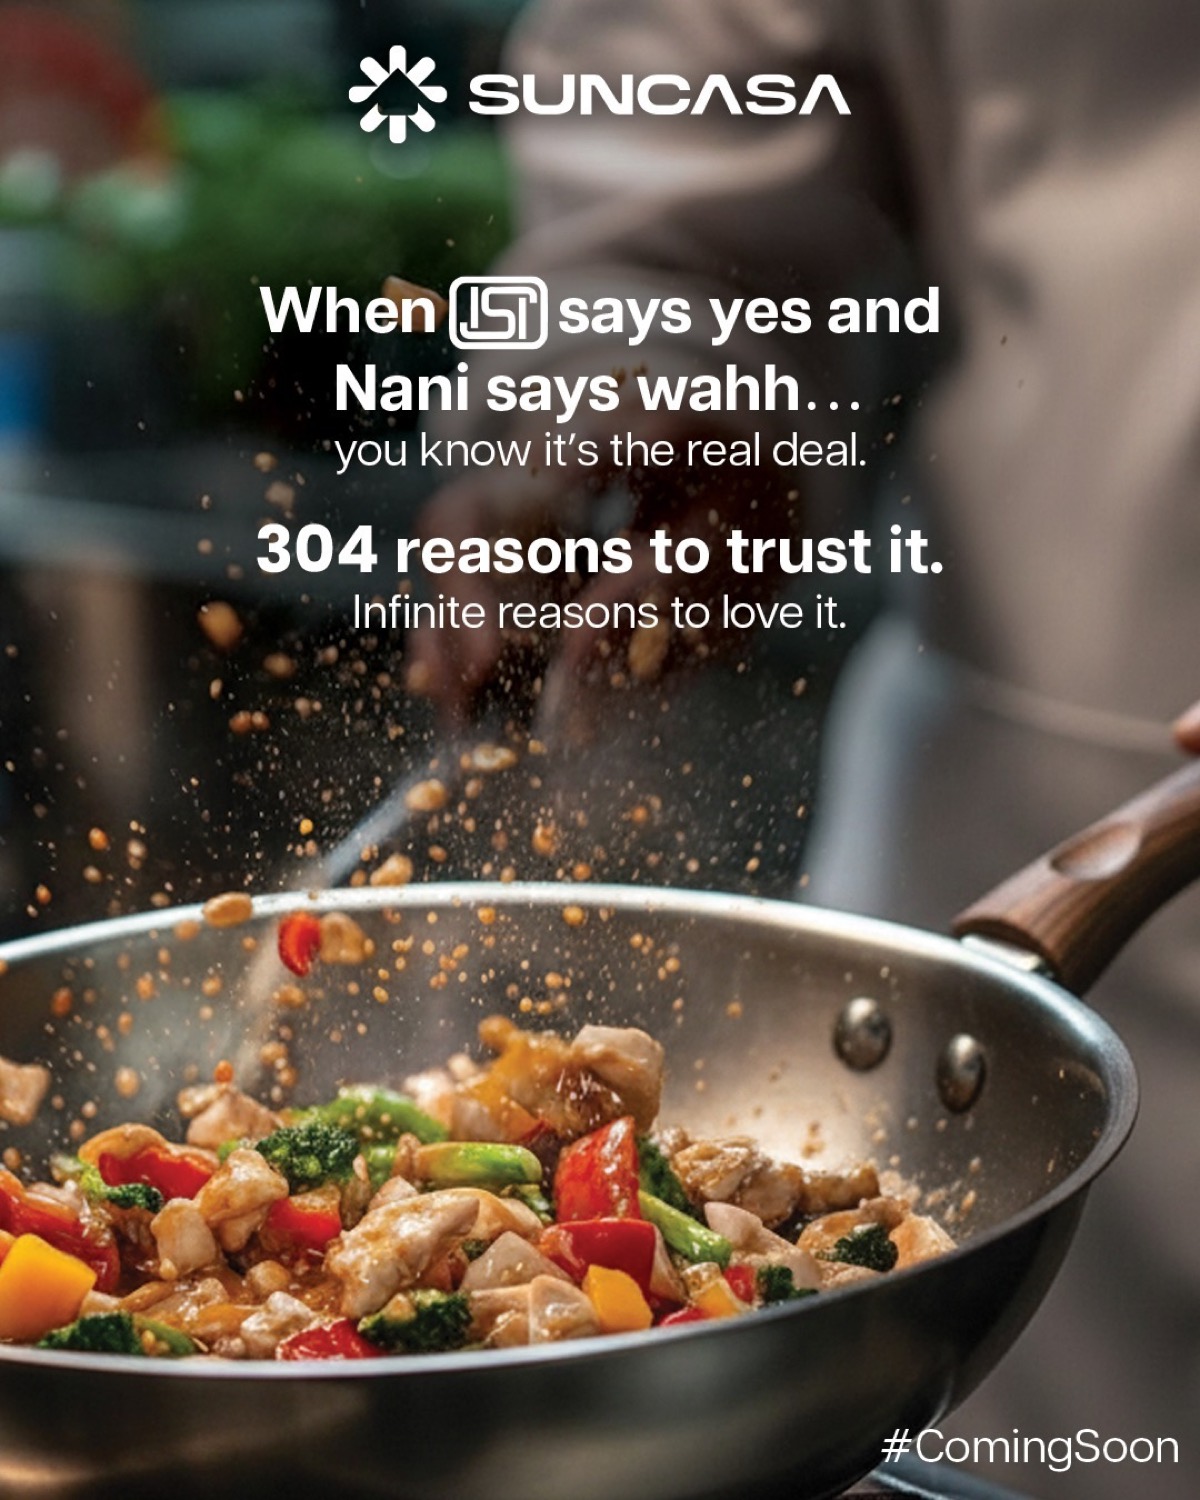 SUNCASA
When ISI says yes and
Nani says wahh...
you know it's the real deal.
304 reasons to trust it.
Infinite reasons to love it.
#ComingSoon